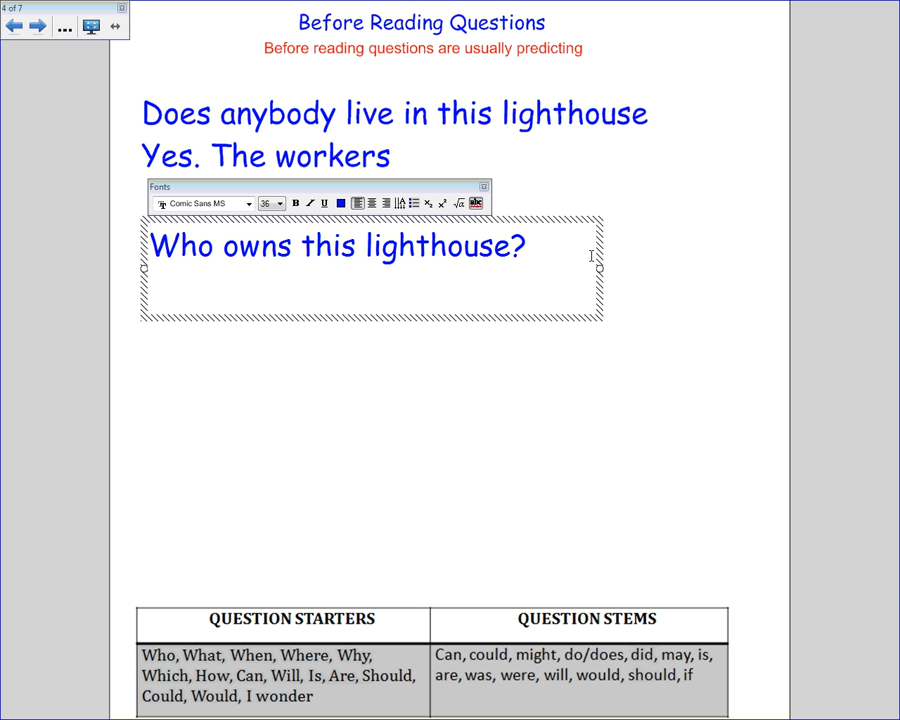 4 of 7
Before Reading Questions
Before reading questions are usually predicting
Does anybody live in this lighthouse
Yes. The workers
Fonts
Comic Sans MS 36 B I U abc
Who owns this lighthouse?
QUESTION STARTERS
Who, What, When, Where, Why,
Which, How, Can, Will, Is, Are, Should,
Could, Would, I wonder
QUESTION STEMS
Can, could, might, do/does, did, may, is,
are, was, were, will, would, should, if